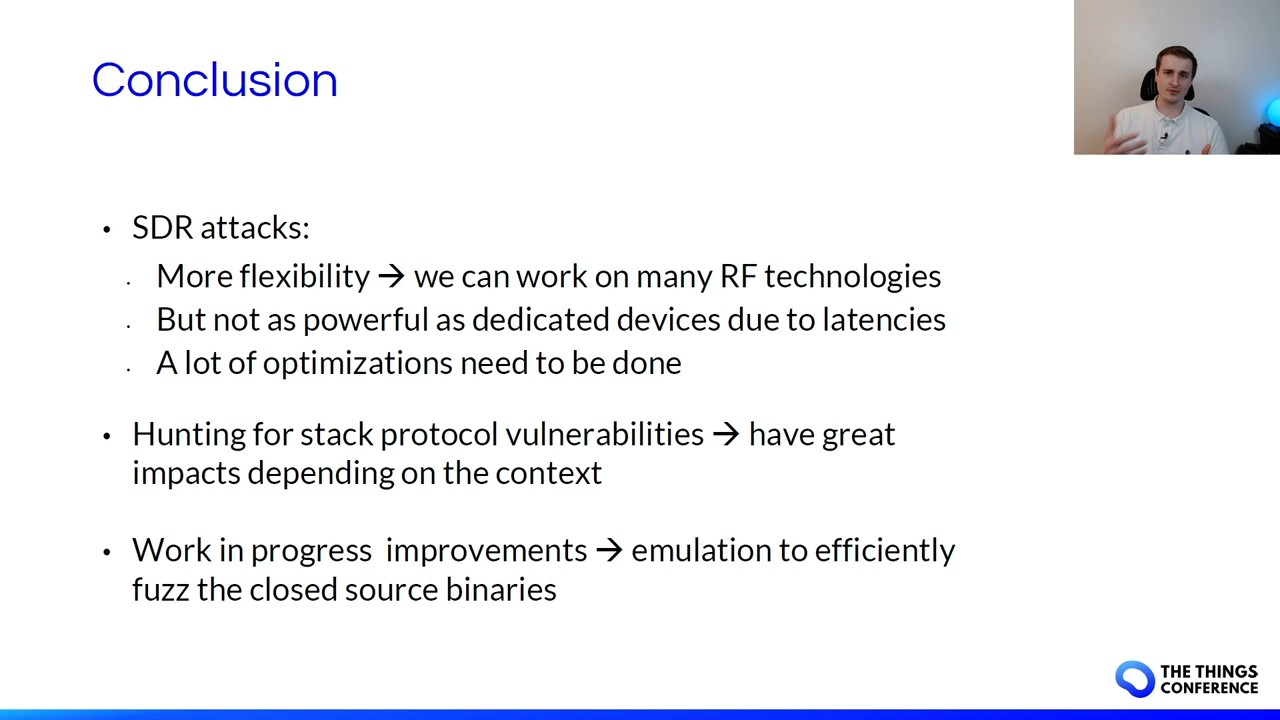 Conclusion
• SDR attacks:
· More flexibility → we can work on many RF technologies
· But not as powerful as dedicated devices due to latencies
· A lot of optimizations need to be done
• Hunting for stack protocol vulnerabilities → have great
impacts depending on the context
• Work in progress  improvements → emulation to efficiently
fuzz the closed source binaries
THE THINGS
CONFERENCE